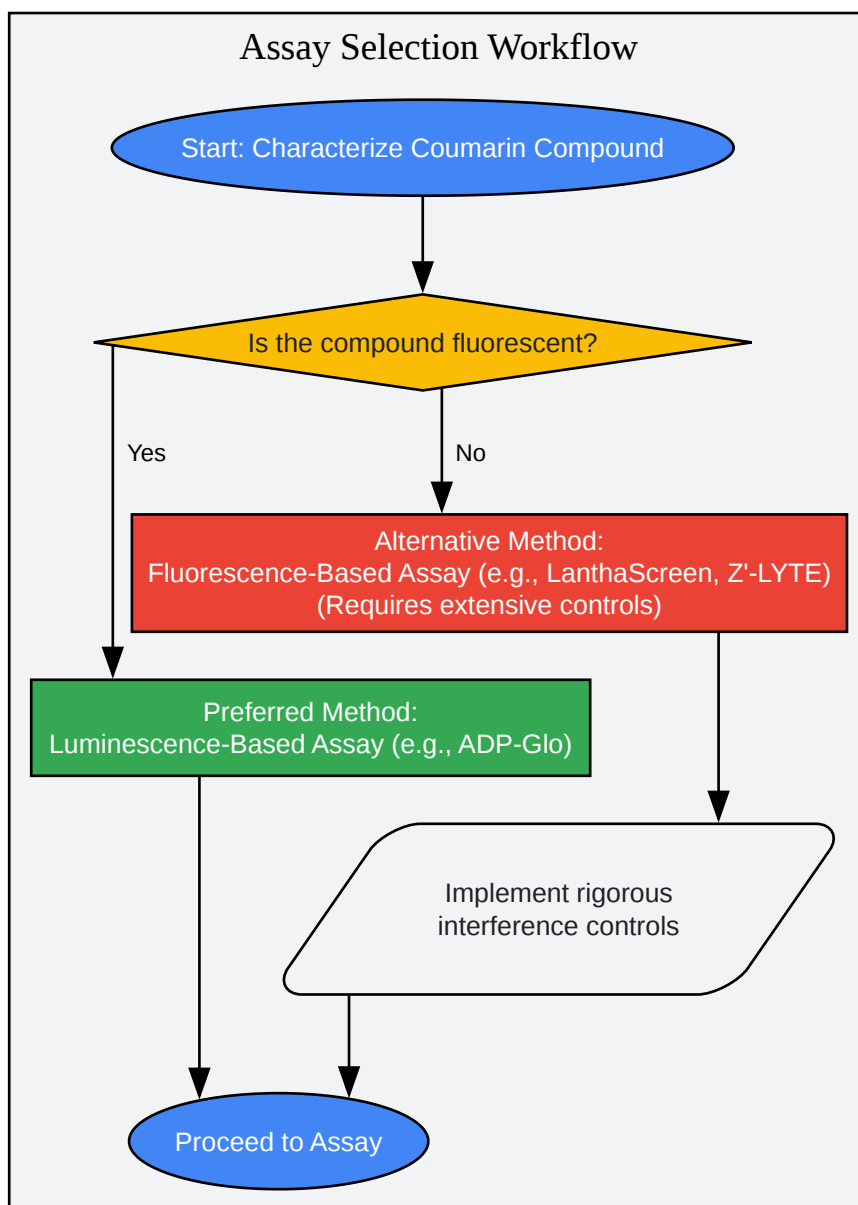 Assay Selection Workflow
Start: Characterize Coumarin Compound
Is the compound fluorescent?
Yes
No
Alternative Method:
Fluorescence-Based Assay (e.g., LanthaScreen, Z'-LYTE)
(Requires extensive controls)
Preferred Method:
Luminescence-Based Assay (e.g., ADP-Glo)
Implement rigorous
interference controls
Proceed to Assay